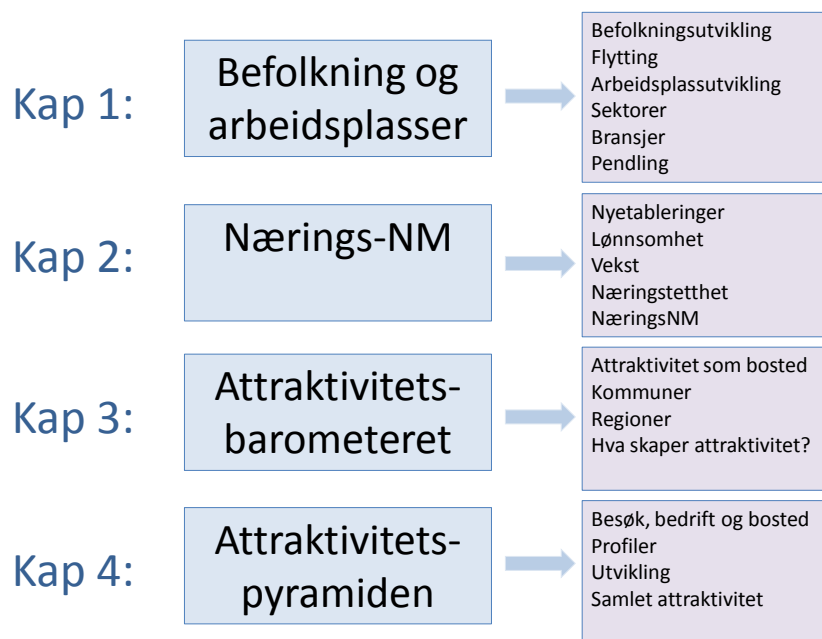 Kap 1:
Befolkning og
arbeidsplasser
Befolkningsutvikling
Flytting
Arbeidsplassutvikling
Sektorer
Bransjer
Pendling
Kap 2:
Nærings-NM
Nyetableringer
Lønnsomhet
Vekst
Næringstetthet
NæringsNM
Kap 3:
Attraktivitets-
barometeret
Attraktivitet som bosted
Kommuner
Regioner
Hva skaper attraktivitet?
Kap 4:
Attraktivitets-
pyramiden
Besøk, bedrift og bosted
Profiler
Utvikling
Samlet attraktivitet